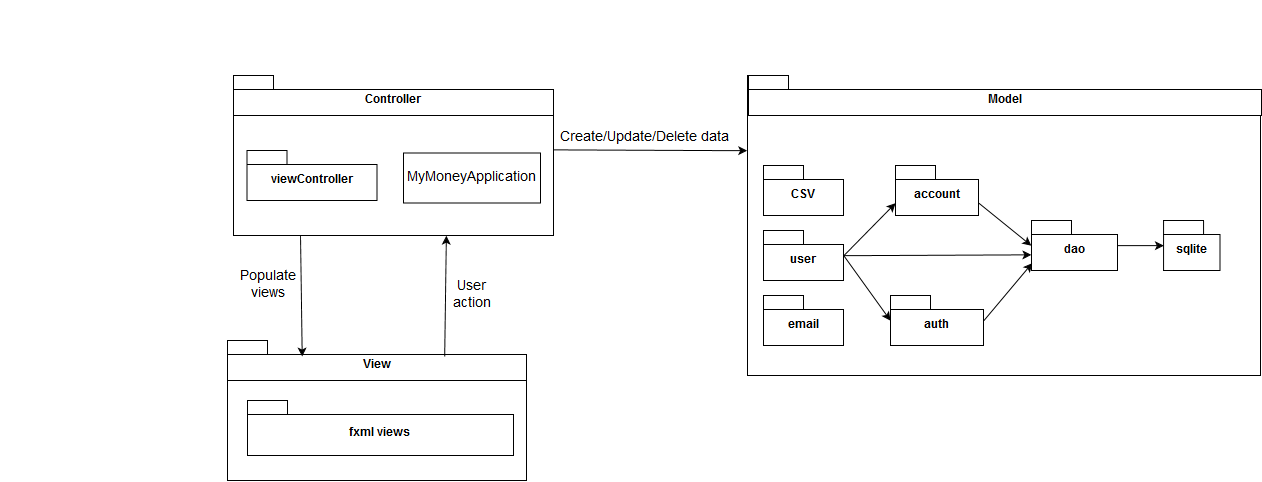 Controller
viewController
MyMoneyApplication
Create/Update/Delete data
Model
CSV
account
user
dao
sqlite
email
auth
Populate
views
User
action
View
fxml views